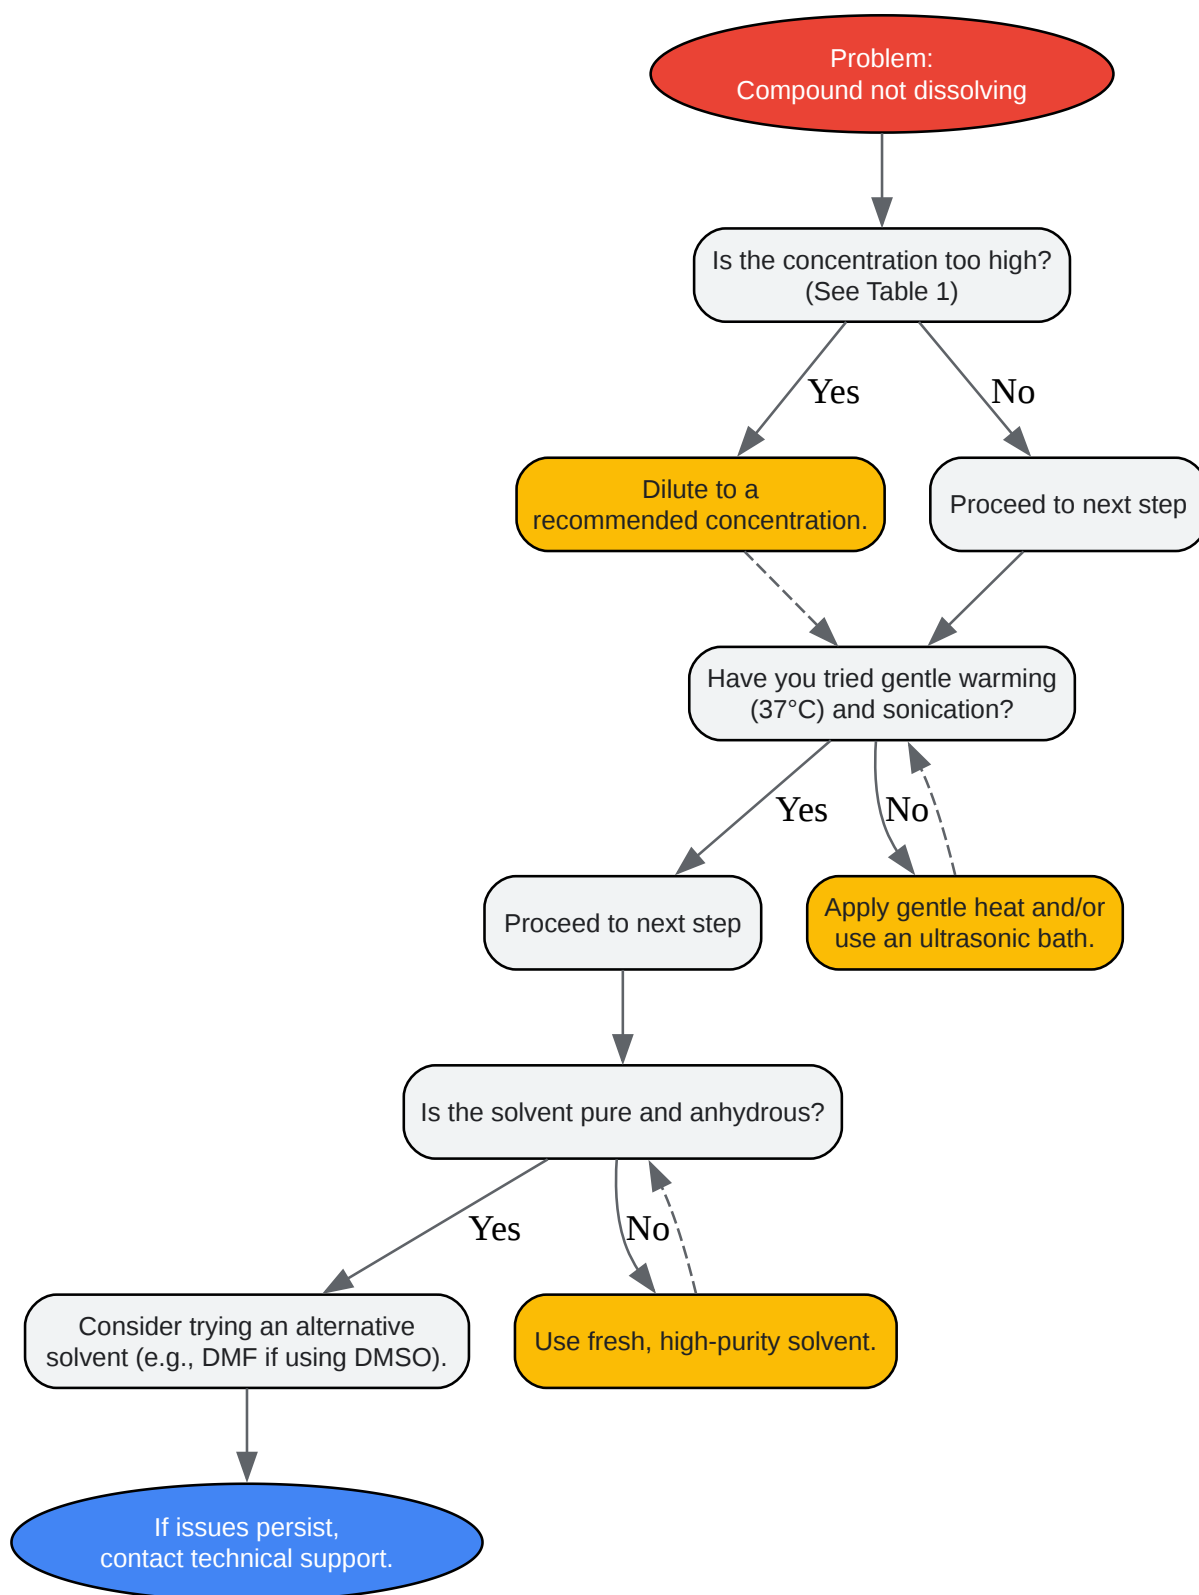 Problem:
Compound not dissolving
Is the concentration too high?
(See Table 1)
Yes
No
Dilute to a
recommended concentration.
Proceed to next step
Have you tried gentle warming
(37°C) and sonication?
Yes
No
Proceed to next step
Apply gentle heat and/or
use an ultrasonic bath.
Is the solvent pure and anhydrous?
Yes
No
Consider trying an alternative
solvent (e.g., DMF if using DMSO).
Use fresh, high-purity solvent.
If issues persist,
contact technical support.